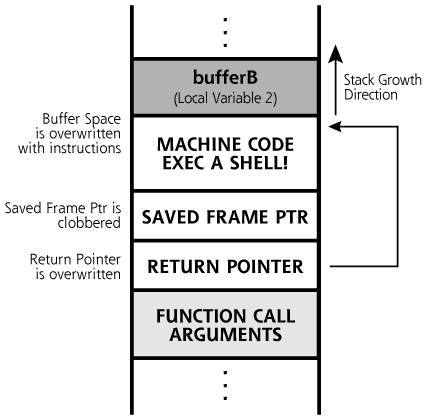 bufferB
(Local Variable 2)
Stack Growth
Direction
Buffer Space
is overwritten
with instructions
MACHINE CODE
EXEC A SHELL!
Saved Frame Ptr is
clobbered
SAVED FRAME PTR
Return Pointer
is overwritten
RETURN POINTER
FUNCTION CALL
ARGUMENTS